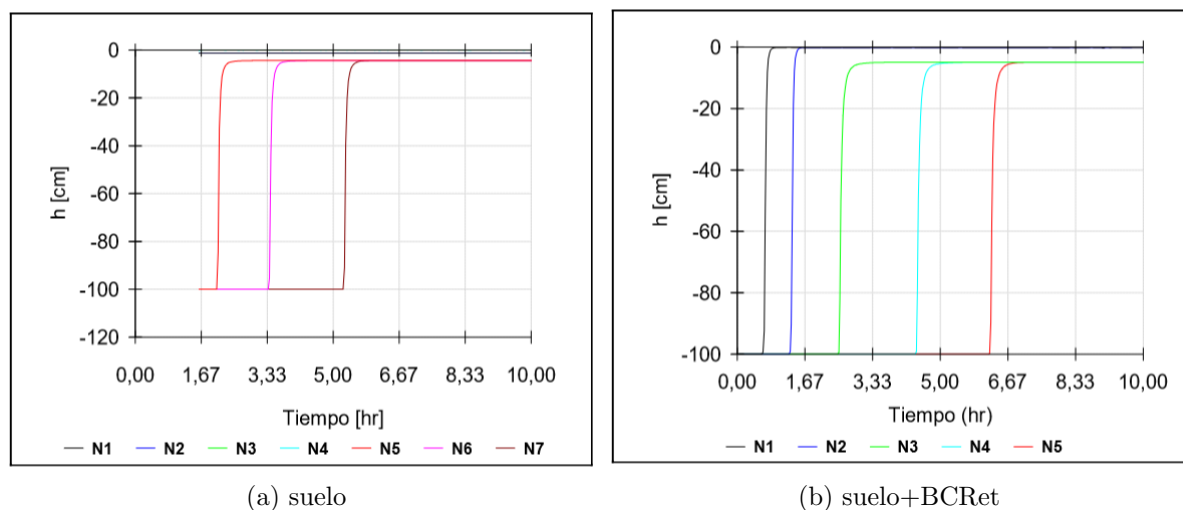 0
-20
-40
-60
-80
-100
-120
h [cm]
0,00 1,67 3,33 5,00 6,67 8,33 10,00
Tiempo [hr]
N1 N2 N3 N4 N5 N6 N7
(a) suelo
0
-20
-40
-60
-80
-100
h [cm]
0,00 1,67 3,33 5,00 6,67 8,33 10,00
Tiempo (hr)
N1 N2 N3 N4 N5
(b) suelo+BCRet